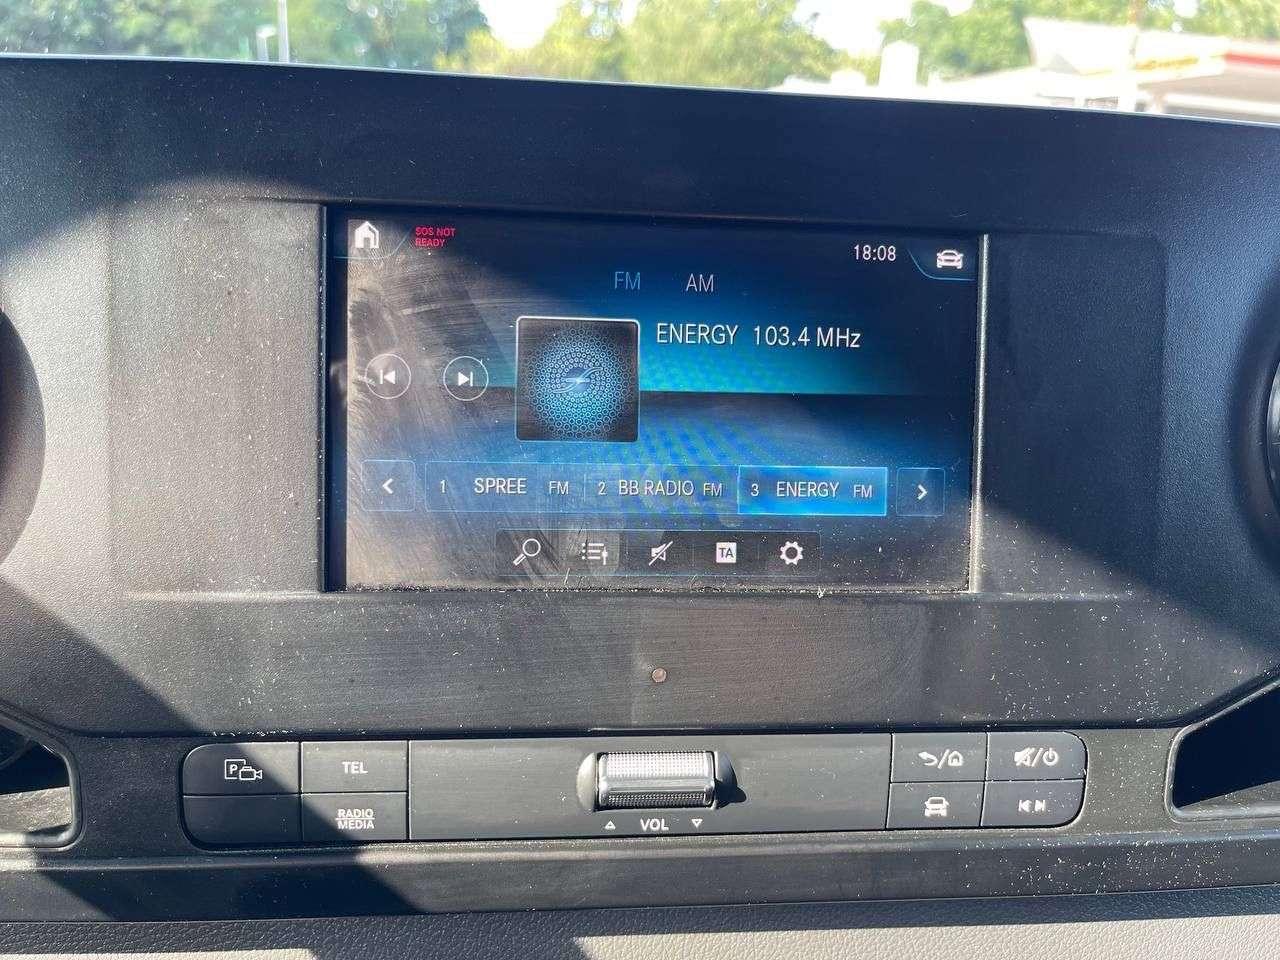 SOS NOT
READY
18:08
FM AM
ENERGY 103.4 MHz
1 SPREE FM 2 BB RADIO FM 3 ENERGY FM
TA
P
TEL
RADIO
MEDIA
VOL